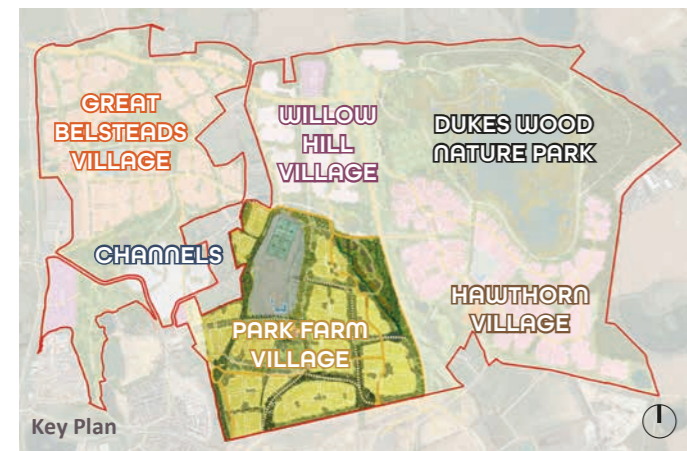 GREAT
BELSTEADS
VILLAGE
WILLOW
HILL
VILLAGE
DUKES WOOD
NATURE PARK
CHANNELS
HAWTHORN
VILLAGE
PARK FARM
VILLAGE
Key Plan